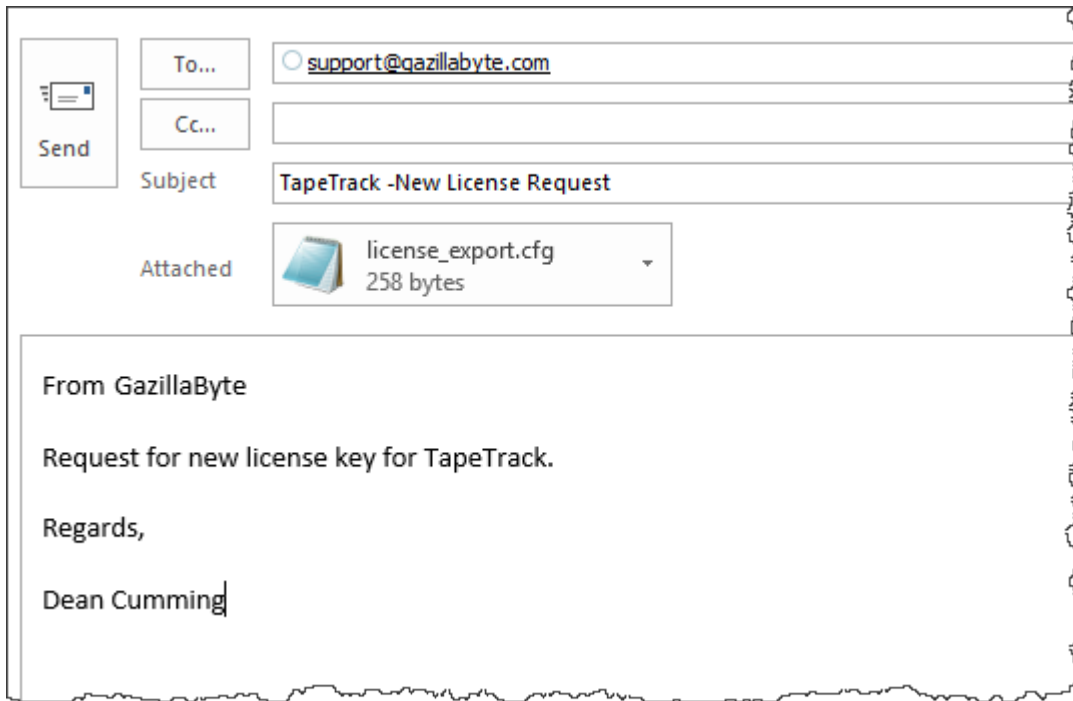 To...
support@gazillabyte.com
Cc...
Send
Subject
TapeTrack -New License Request
Attached
license_export.cfg
258 bytes
From GazillaByte
Request for new license key for TapeTrack.
Regards,
Dean Cumming